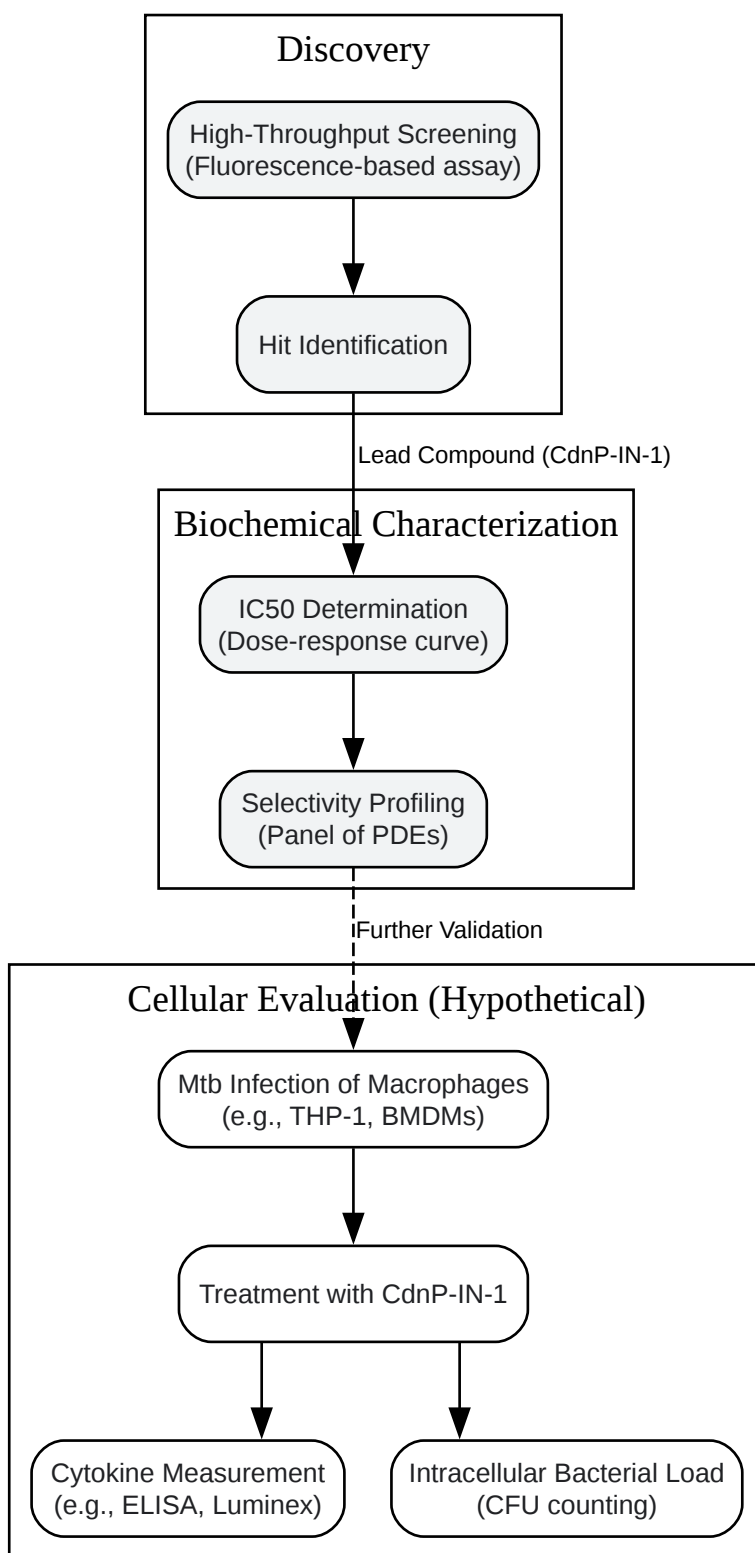 Discovery
High-Throughput Screening
(Fluorescence-based assay)
Hit Identification
Lead Compound (CdnP-IN-1)
Biochemical Characterization
IC50 Determination
(Dose-response curve)
Selectivity Profiling
(Panel of PDEs)
Further Validation
Cellular Evaluation (Hypothetical)
Mtb Infection of Macrophages
(e.g., THP-1, BMDMs)
Treatment with CdnP-IN-1
Cytokine Measurement
(e.g., ELISA, Luminex)
Intracellular Bacterial Load
(CFU counting)